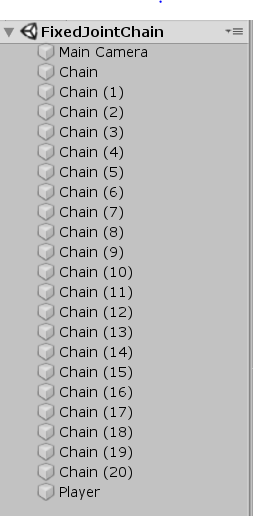 FixedJointChain
Main Camera
Chain
Chain (1)
Chain (2)
Chain (3)
Chain (4)
Chain (5)
Chain (6)
Chain (7)
Chain (8)
Chain (9)
Chain (10)
Chain (11)
Chain (12)
Chain (13)
Chain (14)
Chain (15)
Chain (16)
Chain (17)
Chain (18)
Chain (19)
Chain (20)
Player